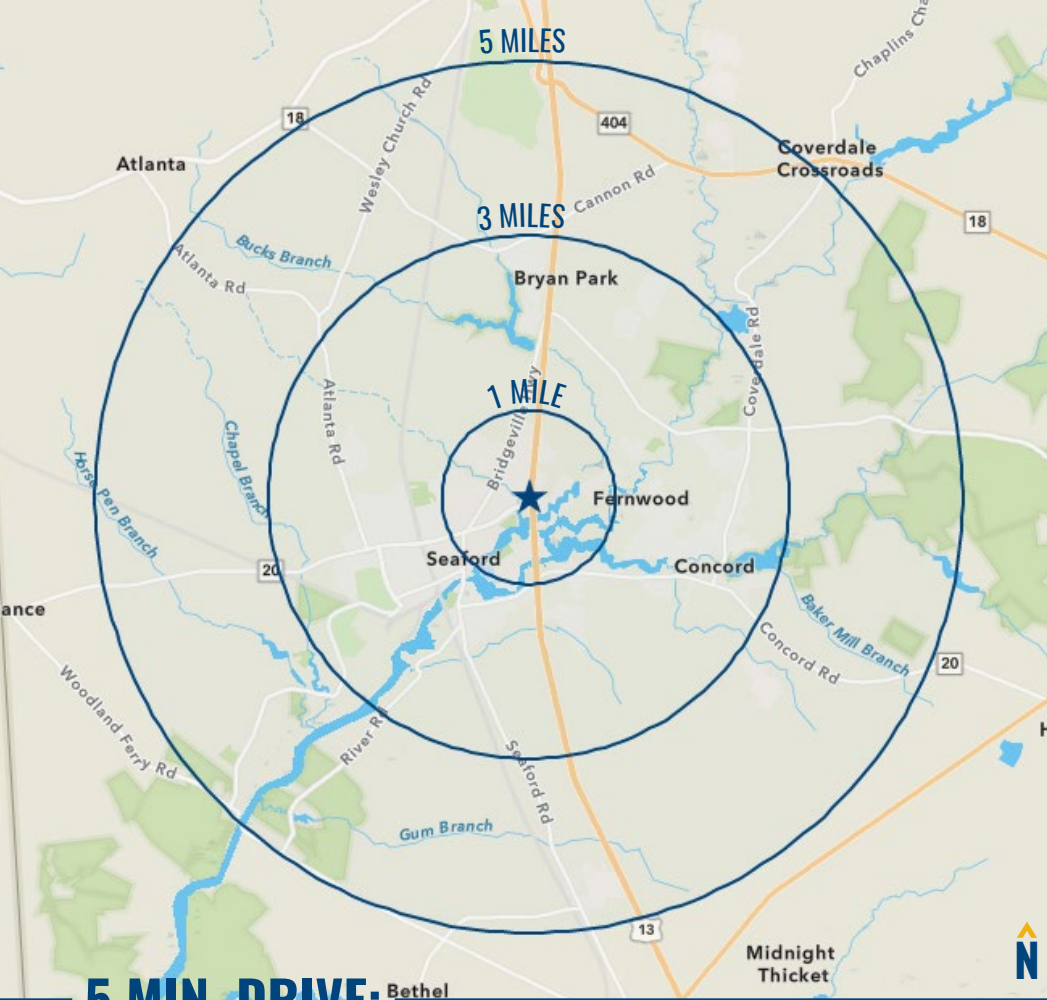 5 MILES
Chaplins Cha
18
404
Wesley Church Rd
Coverdale
Crossroads
Atlanta
Cannon Rd
3 MILES
18
Bucks Branch
Atlanta Rd
Bryan Park
Coverdale Rd
1 MILE
Atlanta Rd
Bridgeville Hwy
Chapel Branch
Horse Pen Branch
Fernwood
Seaford
Concord
20
ance
Baker Mill Branch
Concord Rd
20
Woodland Ferry Rd
River Rd
Seaford Rd
H
Gum Branch
13
Midnight
Thicket
N
5 MIN. DRIVE:
Bethel